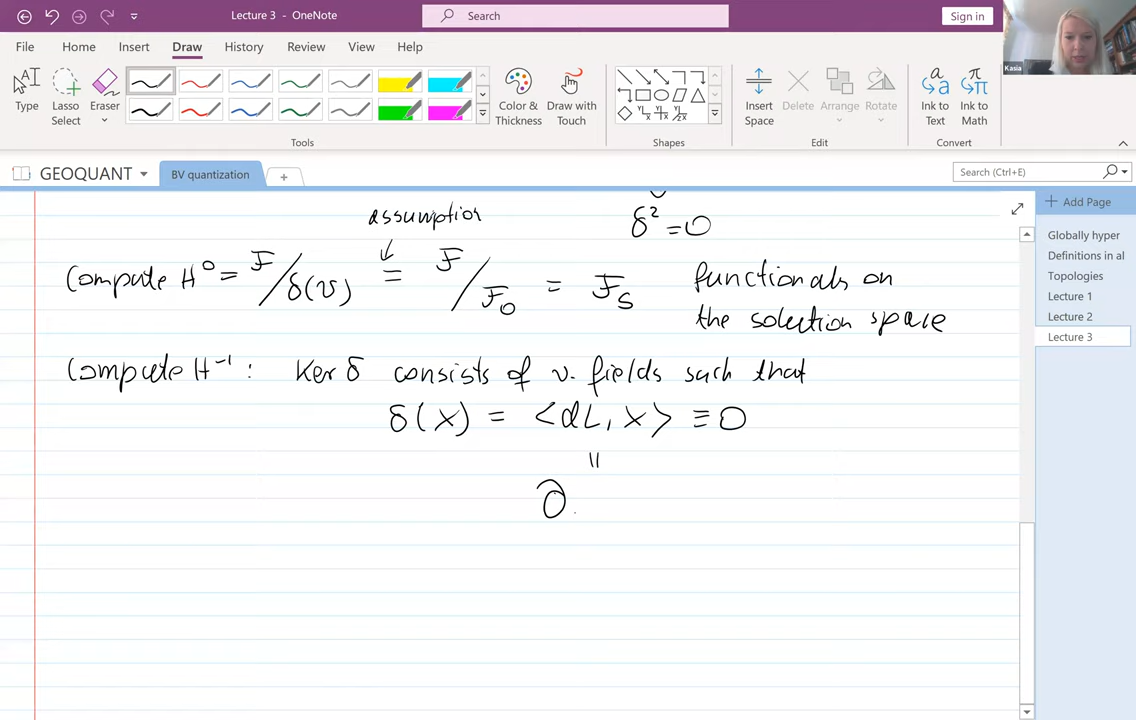 Lecture 3 - OneNote
Search
Sign in
Kasia
File Home Insert Draw History Review View Help
Type
Lasso Select
Eraser
Color & Thickness
Draw with Touch
Insert Space
Delete
Arrange
Rotate
Ink to Text
Ink to Math
Tools
Shapes
Edit
Convert
GEOQUANT
BV quantization
Search (Ctrl+E)
Add Page
Globally hyper
Definitions in al
Topologies
Lecture 1
Lecture 2
Lecture 3
assumption
δ² = 0
Compute H⁰ = F/δ(V) = F/F₀ = F_S functionals on
the solution space
Compute H⁻¹ : Ker δ consists of v. fields such that
δ(X) = <dL, X> ≡ 0
=
∂